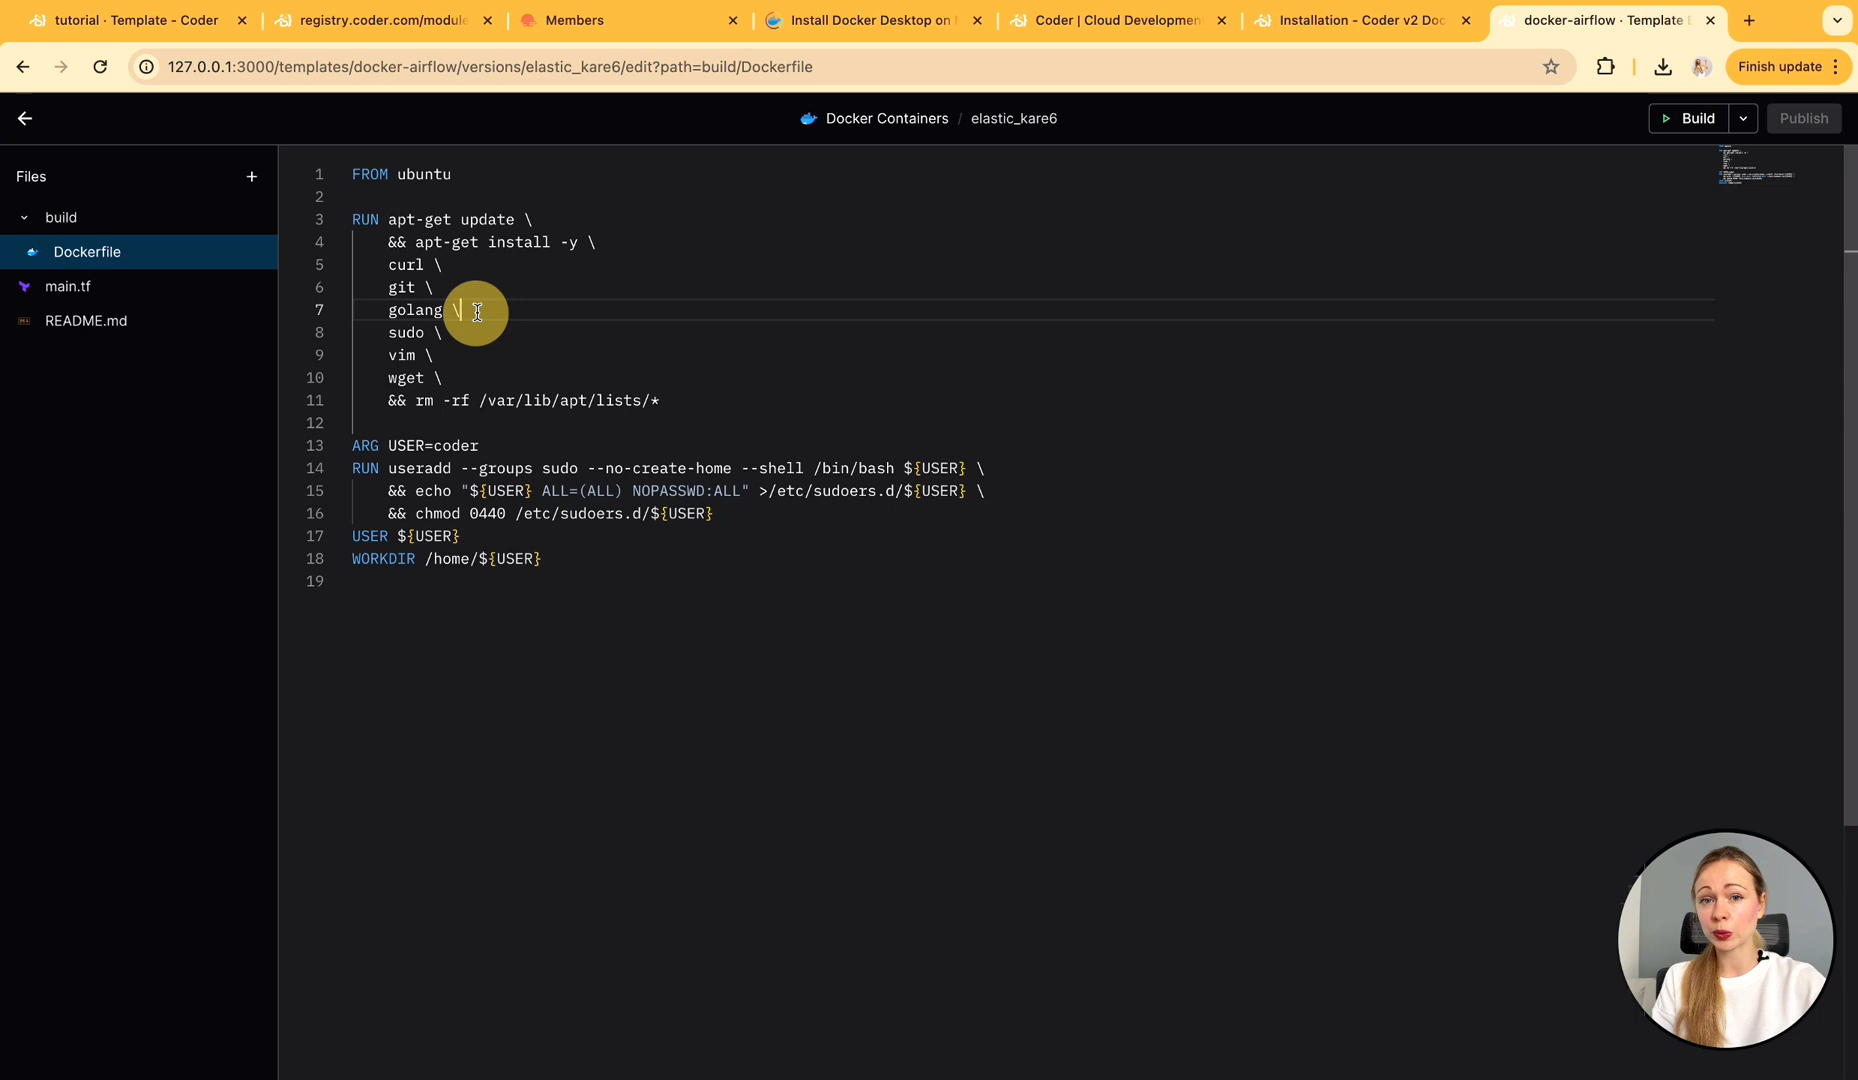 tutorial · Template - Coder
registry.coder.com/module
Members
Install Docker Desktop on
Coder | Cloud Developmen
Installation - Coder v2 Doc
docker-airflow · Template
127.0.0.1:3000/templates/docker-airflow/versions/elastic_kare6/edit?path=build/Dockerfile
Finish update
Docker Containers / elastic_kare6
Build
Publish
Files
build
Dockerfile
main.tf
README.md
1 FROM ubuntu
2
3 RUN apt-get update \
4 && apt-get install -y \
5 curl \
6 git \
7 golang \
8 sudo \
9 vim \
10 wget \
11 && rm -rf /var/lib/apt/lists/*
12
13 ARG USER=coder
14 RUN useradd --groups sudo --no-create-home --shell /bin/bash ${USER} \
15 && echo "${USER} ALL=(ALL) NOPASSWD:ALL" >/etc/sudoers.d/${USER} \
16 && chmod 0440 /etc/sudoers.d/${USER}
17 USER ${USER}
18 WORKDIR /home/${USER}
19